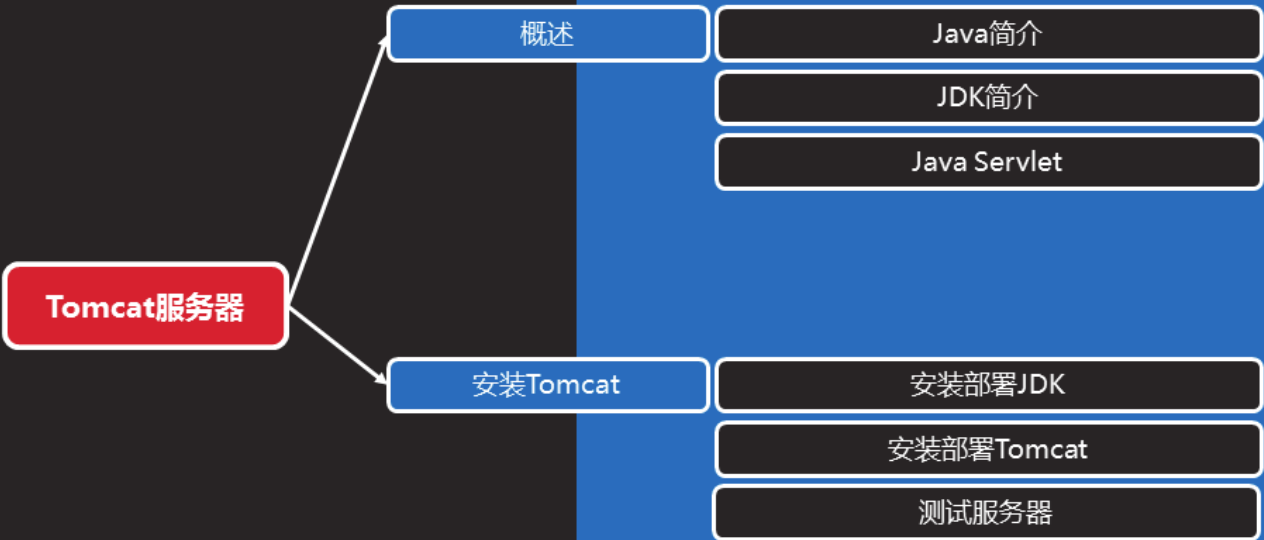 概述
Java简介
JDK简介
Java Servlet
Tomcat服务器
安装Tomcat
安装部署JDK
安装部署Tomcat
测试服务器